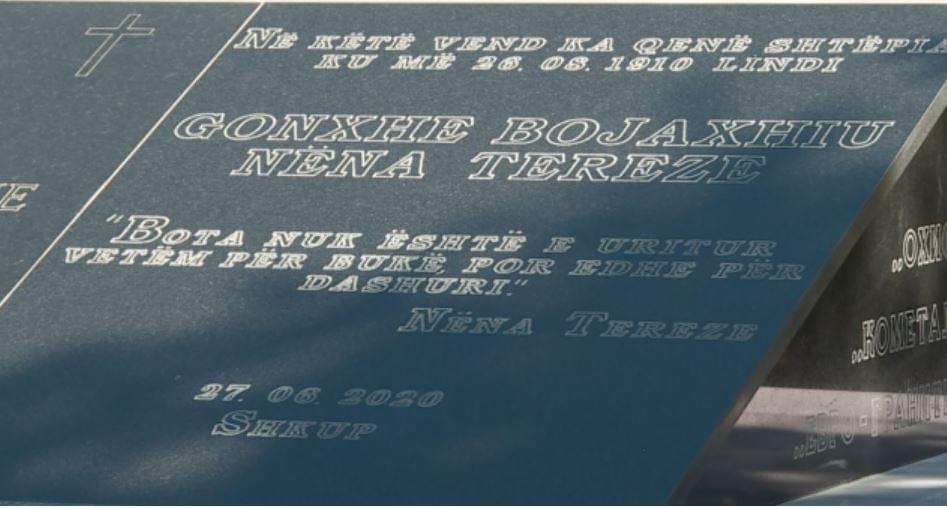 NË KËTË VEND KA QENË SHTËPIA
KU MË 26. 08. 1910 LINDI
GONXHE BOJAXHIU
NËNA TEREZE
"BOTA NUK ËSHTË E URITUR
VETËM PËR BUKË, POR EDHE PËR
DASHURI."
NËNA TEREZE
27. 06. 2020
SHKUP